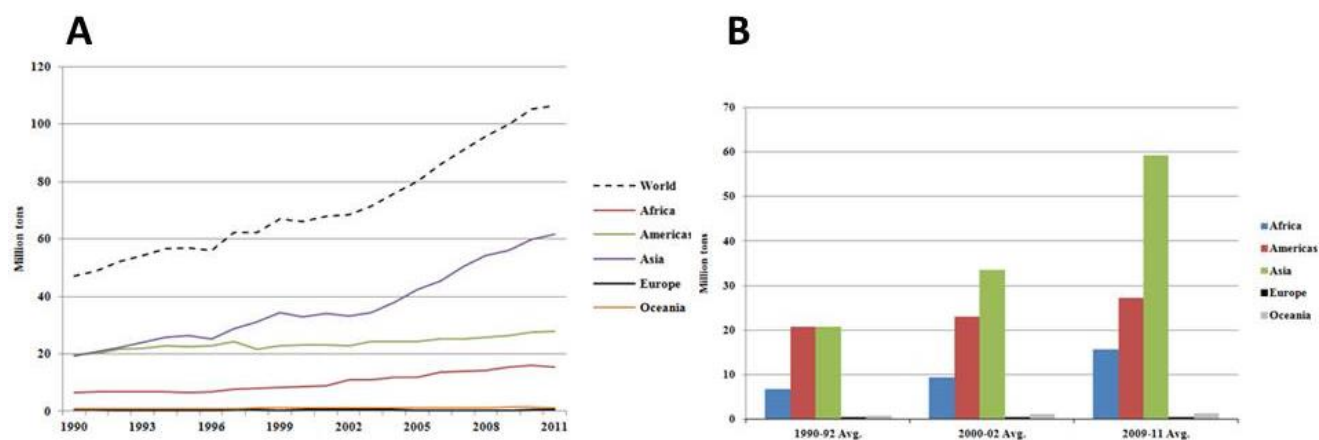 A
120
100
80
60
40
20
0
Million tons
1990 1993 1996 1999 2002 2005 2008 2011
World
Africa
Americas
Asia
Europe
Oceania
B
70
60
50
40
30
20
10
0
Million tons
1990-92 Avg. 2000-02 Avg. 2009-11 Avg.
Africa
Americas
Asia
Europe
Oceania